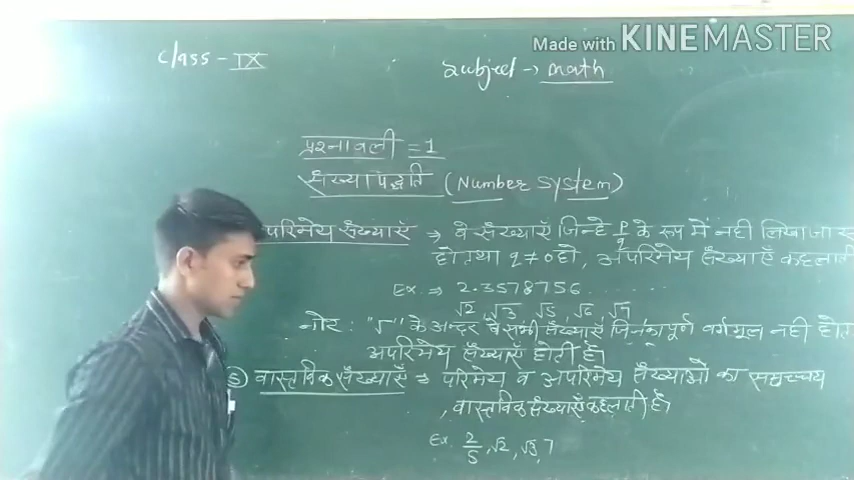 Made with KINEMASTER
Class - IX Subject → math
प्रश्नावली = 1
संख्या पद्धति (Number System)
अपरिमेय संख्याएँ → वे संख्याएँ जिन्हे p/q के रूप में नही लिखा जा
हो तथा q ≠ 0 हो, अपरिमेय संख्याएँ कहलाती
Ex. ⇒ 2.3578756.......
√2, √3, √5, √6, √7
नोट : "√" के अन्दर वे सभी संख्याएँ जिनका पूर्ण वर्गमूल नही होता
अपरिमेय संख्याएँ होती हैं।
5) वास्तविक संख्याएँ ⇒ परिमेय व अपरिमेय संख्याओं का समुच्चय
, वास्तविक संख्याएँ कहलाती हैं।
Ex. 2/5, √2, √3, 7